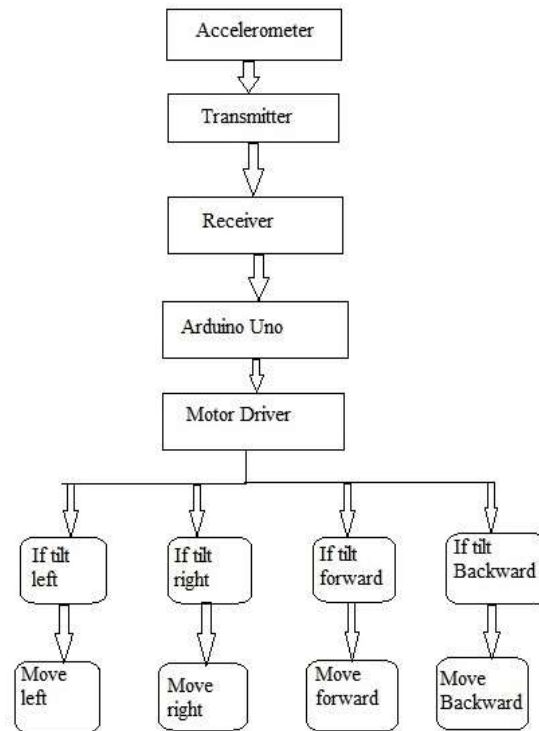 Accelerometer
Transmitter
Receiver
Arduino Uno
Motor Driver
If tilt
left
If tilt
right
If tilt
forward
If tilt
Backward
Move
left
Move
right
Move
forward
Move
Backward